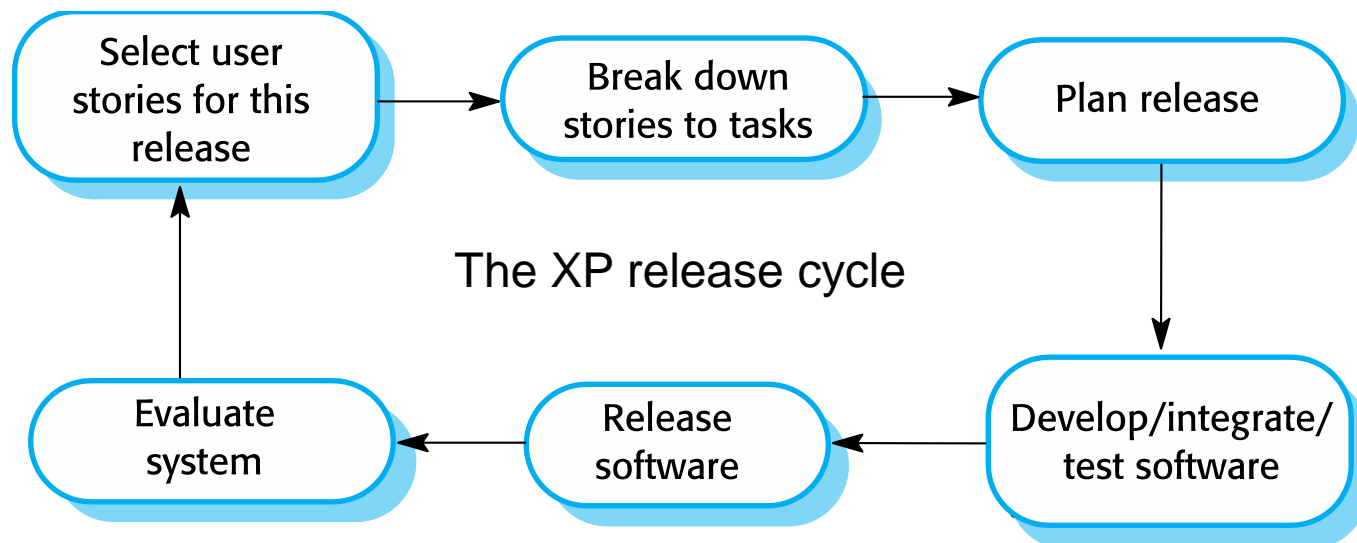 Select user
stories for this
release
Break down
stories to tasks
Plan release
The XP release cycle
Evaluate
system
Release
software
Develop/integrate/
test software